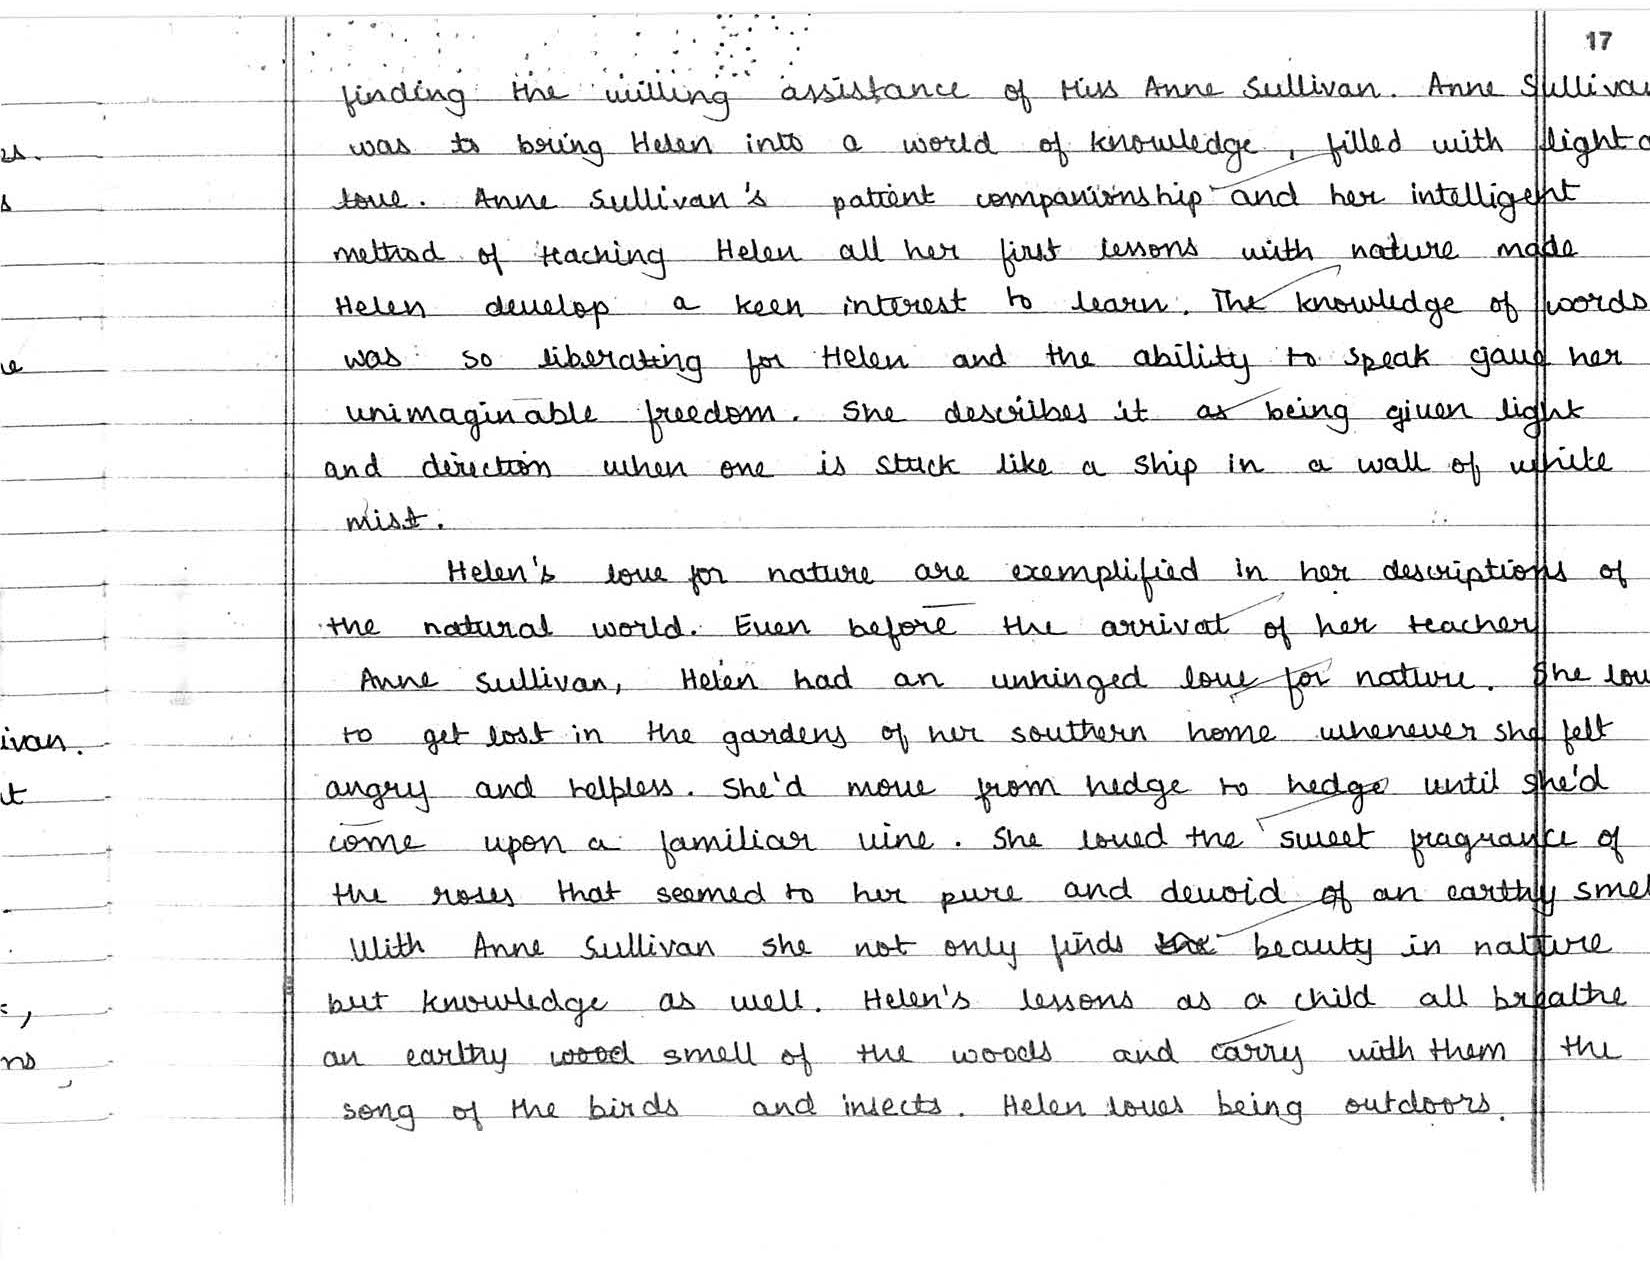 17
finding the willing assistance of Miss Anne Sullivan. Anne Sullivan
was to bring Helen into a world of knowledge, filled with light
love. Anne Sullivan's patient companionship and her intelligent
method of teaching Helen all her first lessons with nature made
Helen develop a keen interest to learn. The knowledge of words
was so liberating for Helen and the ability to speak gave her
unimaginable freedom. She describes it as being given light
and direction when one is stuck like a ship in a wall of white
mist.
Helen's love for nature are exemplified in her descriptions of
the natural world. Even before the arrival of her teacher
Anne Sullivan, Helen had an unhinged love for nature. She
to get lost in the gardens of her southern home whenever she felt
angry and helpless. She'd move from hedge to hedge until she'd
come upon a familiar vine. She loved the sweet fragrance of
the roses that seemed to her pure and devoid of an earthy
With Anne Sullivan she not only finds beauty in nature
but knowledge as well. Helen's lessons as a child all breathe
an earthy wood smell of the woods and carry with them the
song of the birds and insects. Helen loves being outdoors.